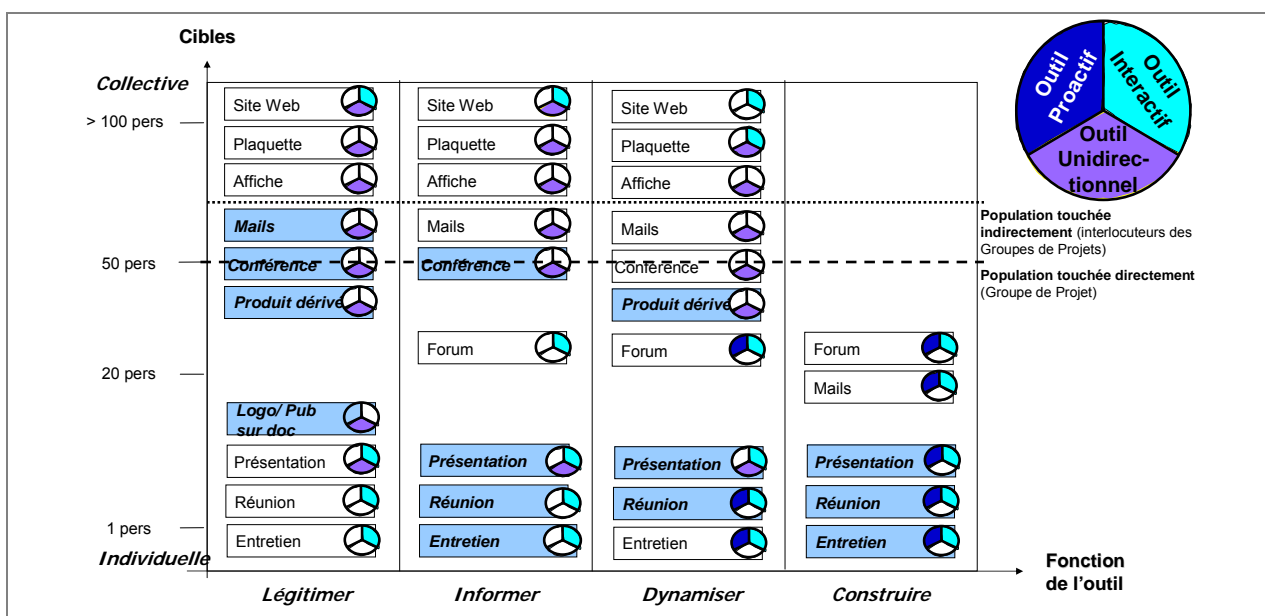 Cibles
Collective
> 100 pers
50 pers
20 pers
1 pers
Individuelle
Site Web
Plaquette
Affiche
Mails
Conférence
Produit dérivé
Logo/ Pub
sur doc
Présentation
Réunion
Entretien
Légitimer
Site Web
Plaquette
Affiche
Mails
Conférence
Forum
Présentation
Réunion
Entretien
Informer
Site Web
Plaquette
Affiche
Mails
Conférence
Produit dérivé
Forum
Présentation
Réunion
Entretien
Dynamiser
Forum
Mails
Présentation
Réunion
Entretien
Construire
Outil
Proactif
Outil
Interactif
Outil
Unidirec-
tionnel
Population touchée
indirectement (interlocuteurs des
Groupes de Projets)
Population touchée directement
(Groupe de Projet)
Fonction
de l'outil